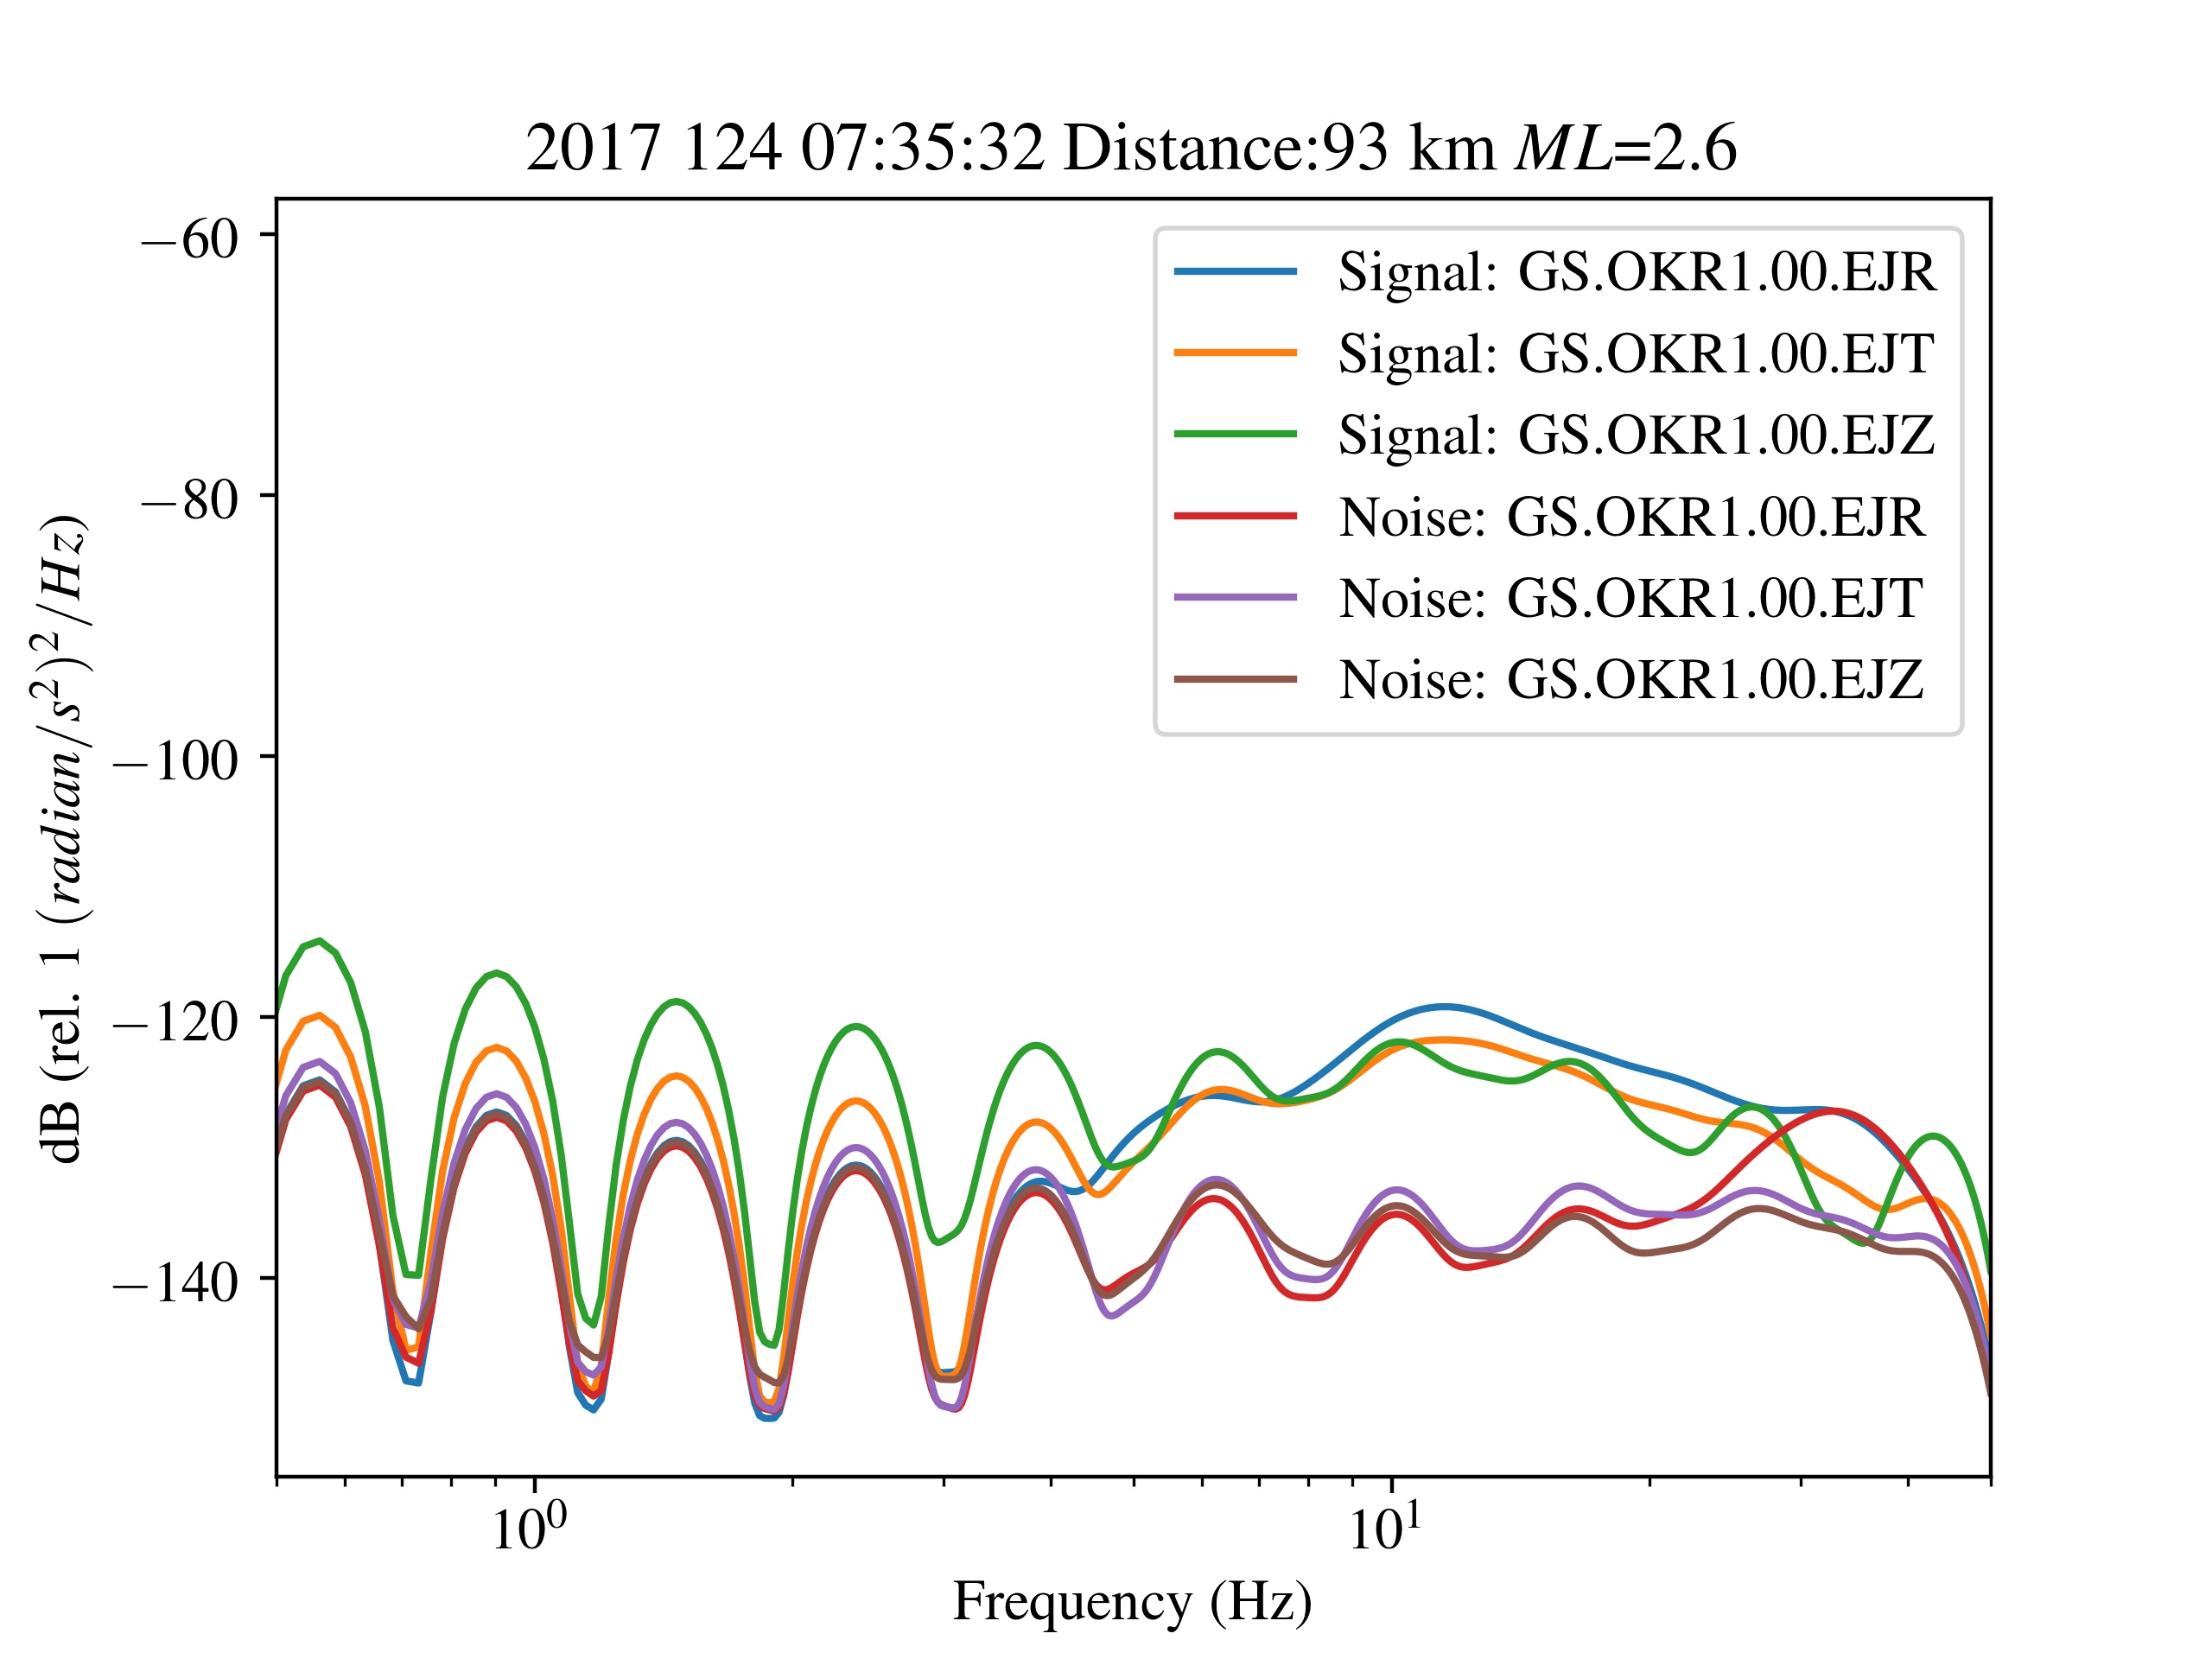 2017 124 07:35:32 Distance:93 km ML=2.6
dB (rel. 1 (radian/s²)²/Hz)
−60
−80
−100
−120
−140
Signal: GS.OKR1.00.EJR
Signal: GS.OKR1.00.EJT
Signal: GS.OKR1.00.EJZ
Noise: GS.OKR1.00.EJR
Noise: GS.OKR1.00.EJT
Noise: GS.OKR1.00.EJZ
10⁰ 10¹
Frequency (Hz)